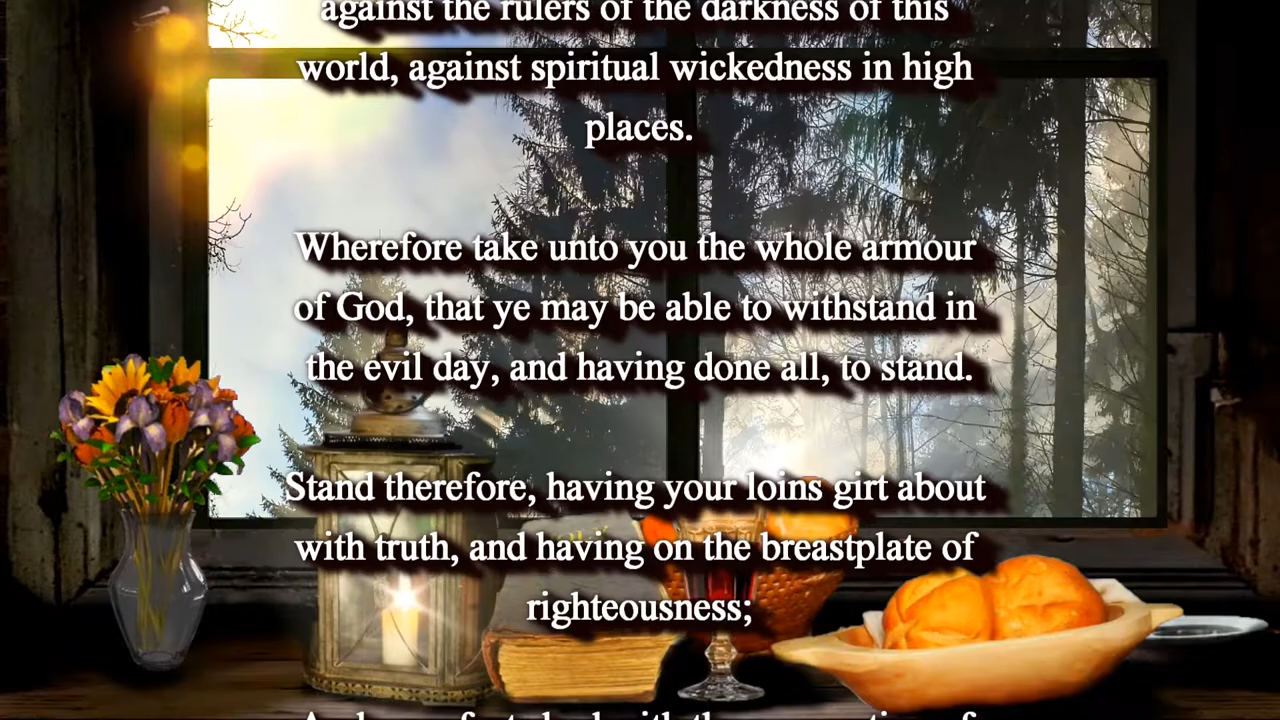 against the rulers of the darkness of this
world, against spiritual wickedness in high
places.
Wherefore take unto you the whole armour
of God, that ye may be able to withstand in
the evil day, and having done all, to stand.
Stand therefore, having your loins girt about
with truth, and having on the breastplate of
righteousness;